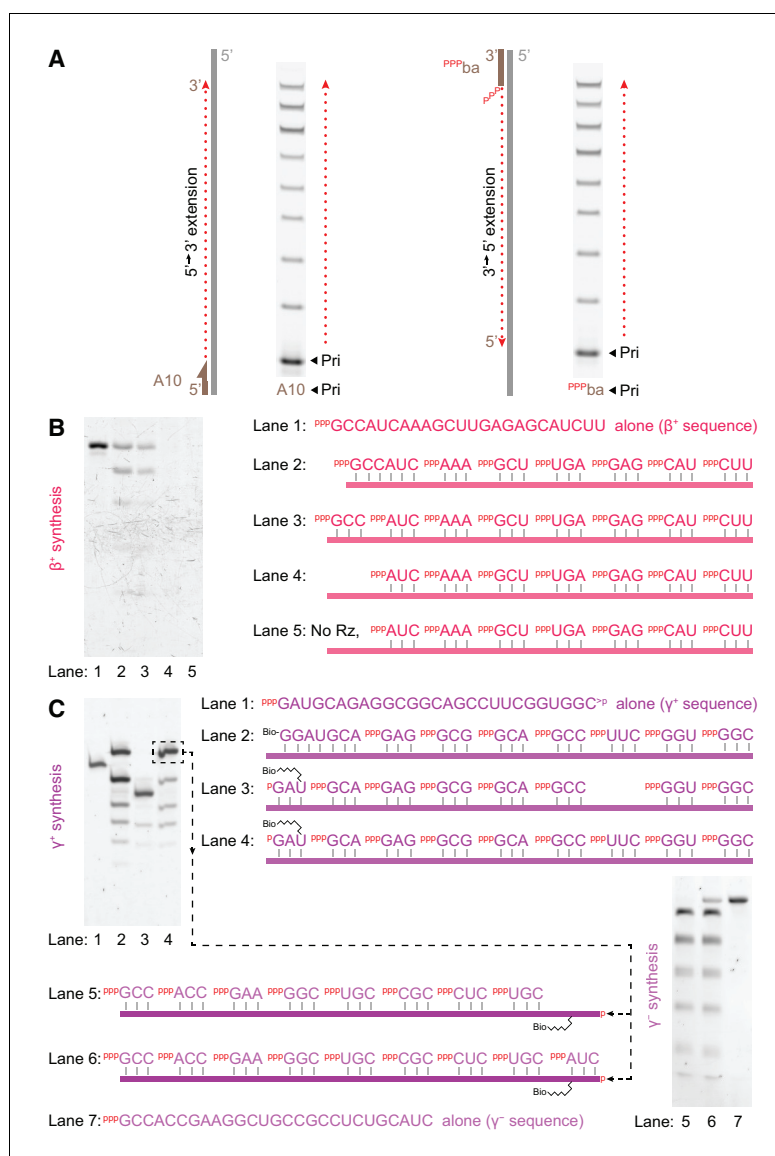 A
5'
3'
5'→3' extension
A10
5'
Pri
A10 Pri
PPPba
3'
5'
PPP
3'→5' extension
5'
Pri
PPPba Pri
B
β+ synthesis
Lane: 1 2 3 4 5
Lane 1: pppGCCAUCAAAGCUUGAGAGCAUCUU alone (β+ sequence)
Lane 2: pppGCCAUC pppAAA pppGCU pppUGA pppGAG pppCAU pppCUU
Lane 3: pppGCC pppAUC pppAAA pppGCU pppUGA pppGAG pppCAU pppCUU
Lane 4: pppAUC pppAAA pppGCU pppUGA pppGAG pppCAU pppCUU
Lane 5: No Rz, pppAUC pppAAA pppGCU pppUGA pppGAG pppCAU pppCUU
C
γ+ synthesis
Lane: 1 2 3 4
Lane 1: pppGAUGCAGAGGCGGCAGCCUUCGGUGGC>p alone (γ+ sequence)
Lane 2: Bio-GGAUGCA pppGAG pppGCG pppGCA pppGCC pppUUC pppGGU pppGGC
Bio
Lane 3: pGAU pppGCA pppGAG pppGCG pppGCA pppGCC pppGGU pppGGC
Bio
Lane 4: pGAU pppGCA pppGAG pppGCG pppGCA pppGCC pppUUC pppGGU pppGGC
γ− synthesis
Lane: 5 6 7
Lane 5: pppGCC pppACC pppGAA pppGGC pppUGC pppCGC pppCUC pppUGC
p
Bio
Lane 6: pppGCC pppACC pppGAA pppGGC pppUGC pppCGC pppCUC pppUGC pppAUC
p
Bio
Lane 7: pppGCCACCGAAGGCUGCCGCCUCUGCAUC alone (γ− sequence)